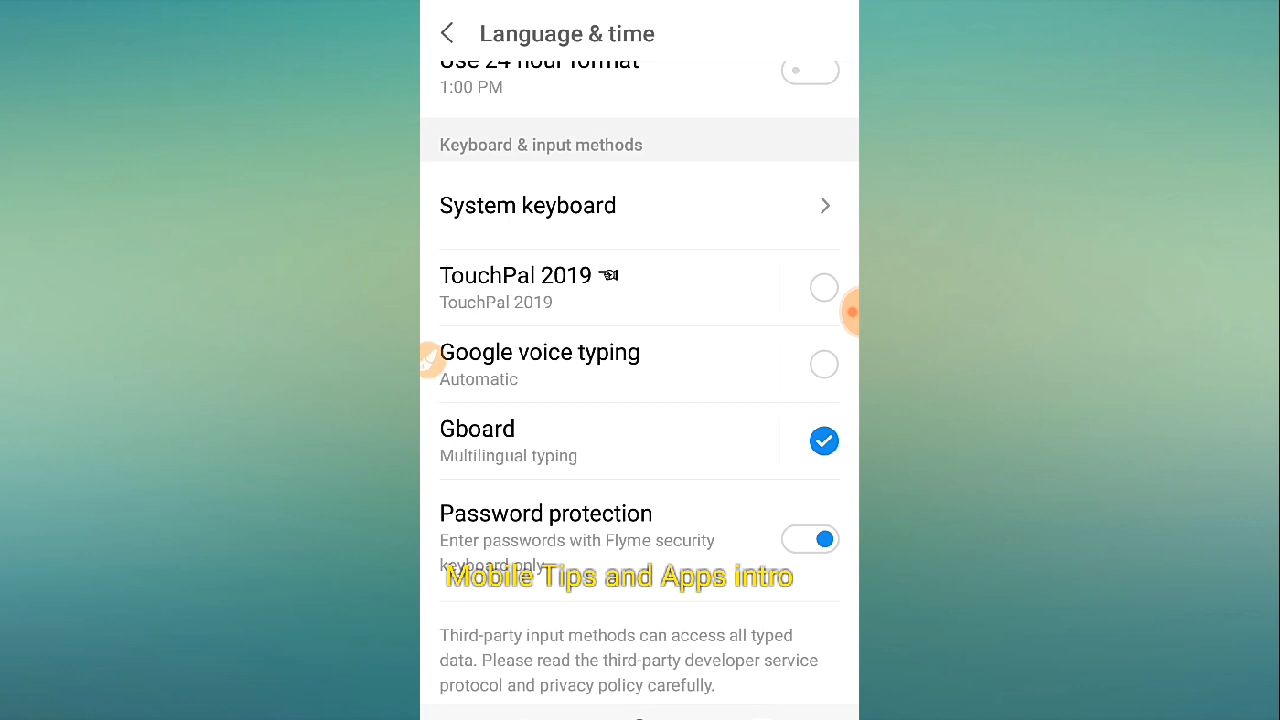 Language & time
Use 24 hour format
1:00 PM
Keyboard & input methods
System keyboard
TouchPal 2019
TouchPal 2019
Google voice typing
Automatic
Gboard
Multilingual typing
Password protection
Enter passwords with Flyme security
keyboard only
Mobile Tips and Apps intro
Third-party input methods can access all typed
data. Please read the third-party developer service
protocol and privacy policy carefully.